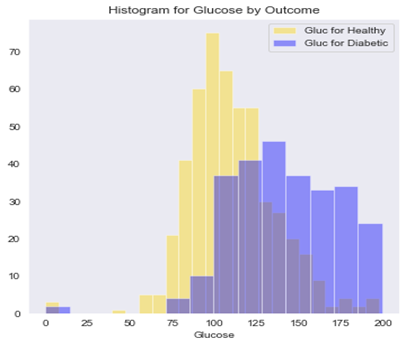 Histogram for Glucose by Outcome
Gluc for Healthy
Gluc for Diabetic
70
60
50
40
30
20
10
0
0 25 50 75 100 125 150 175 200
Glucose